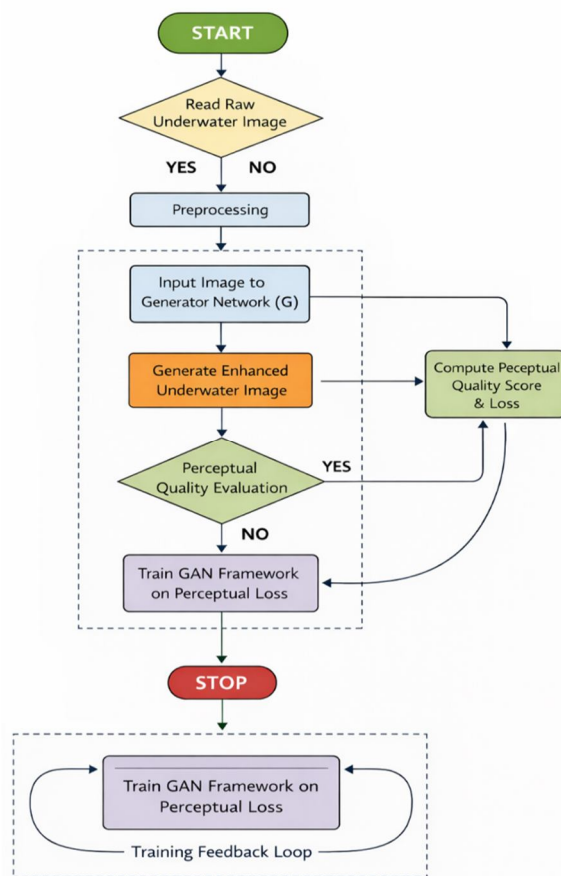 START
Read Raw
Underwater Image
YES NO
Preprocessing
Input Image to
Generator Network (G)
Generate Enhanced
Underwater Image
Compute Peceptual
Quality Score
& Loss
Perceptual
Quality Evaluation
YES
NO
Train GAN Framework
on Perceptual Loss
STOP
Train GAN Framework on
Perceptual Loss
Training Feedback Loop